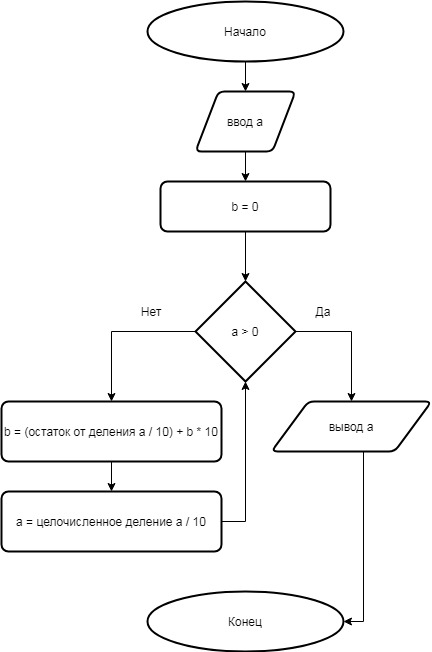 Начало
ввод a
b = 0
Нет
Да
a > 0
b = (остаток от деления a / 10) + b * 10
вывод a
a = целочисленное деление a / 10
Конец